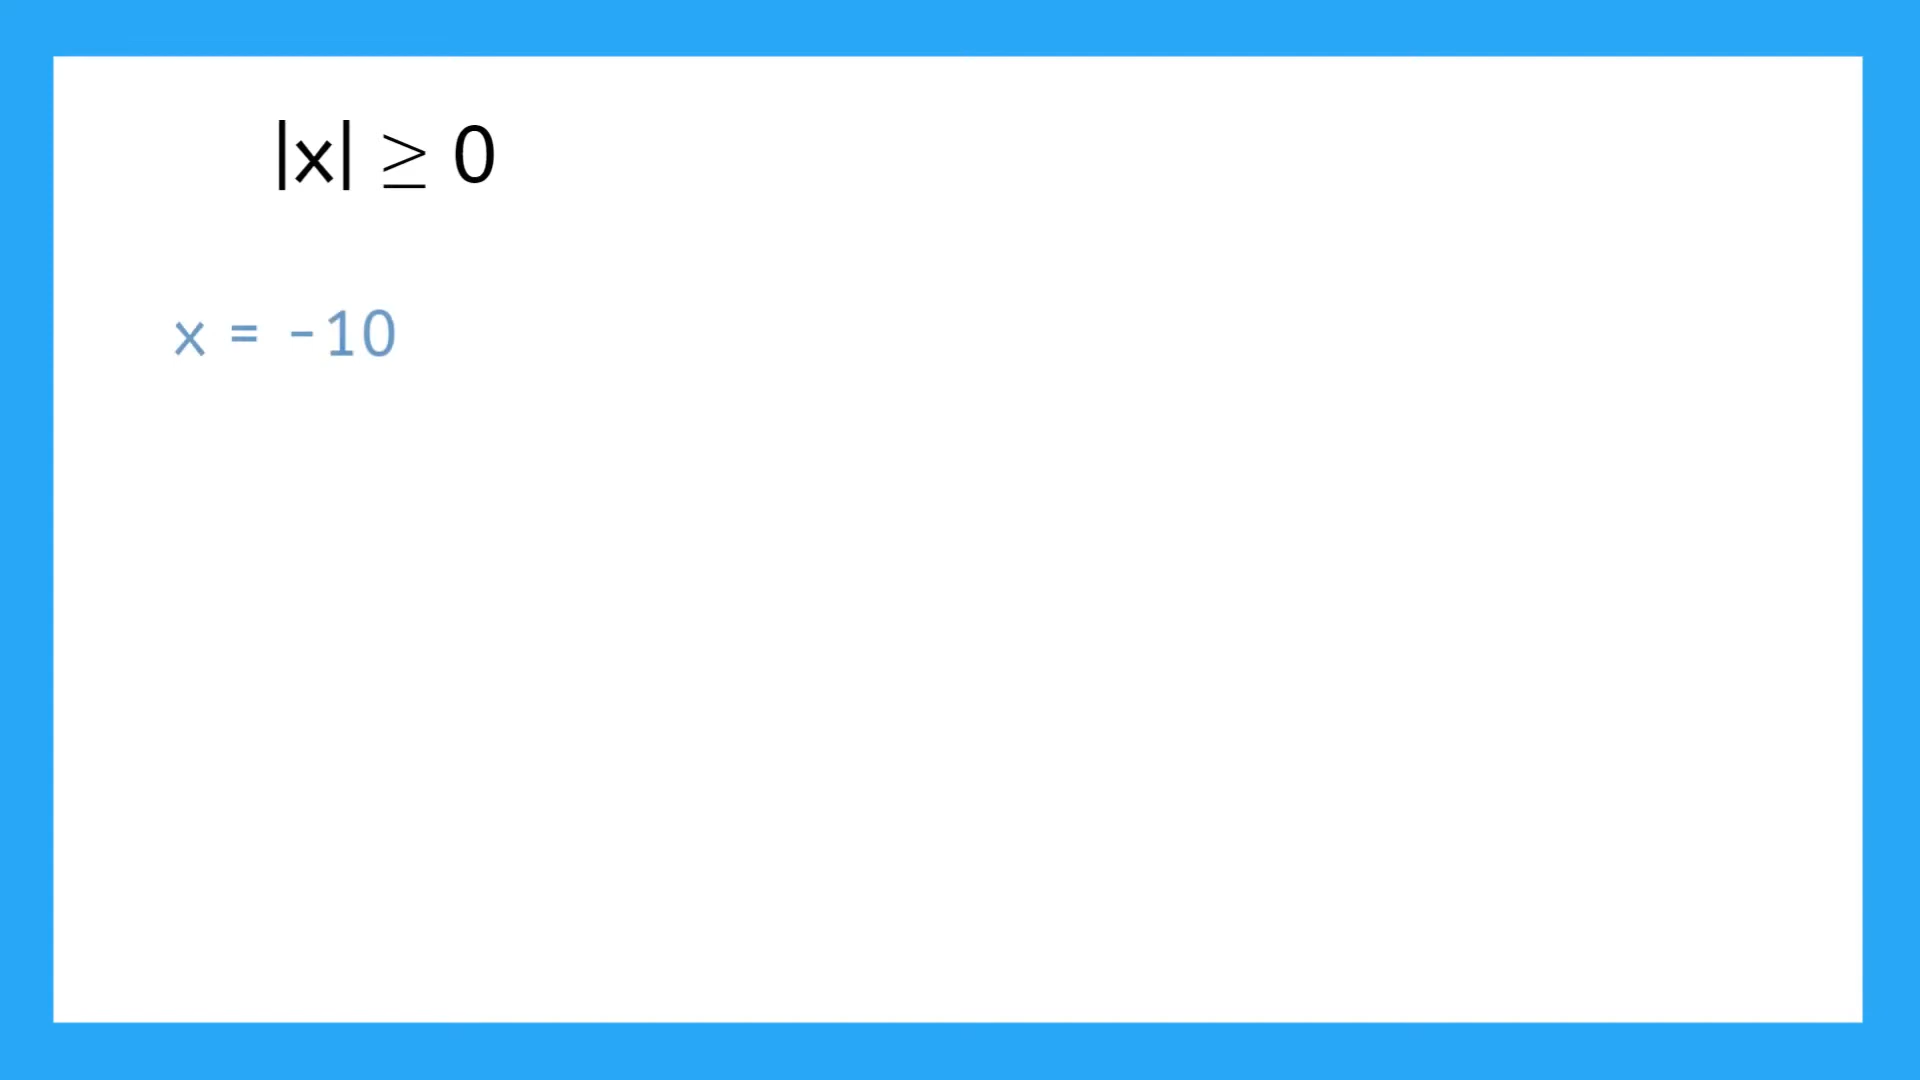 |x| ≥ 0
x = -10